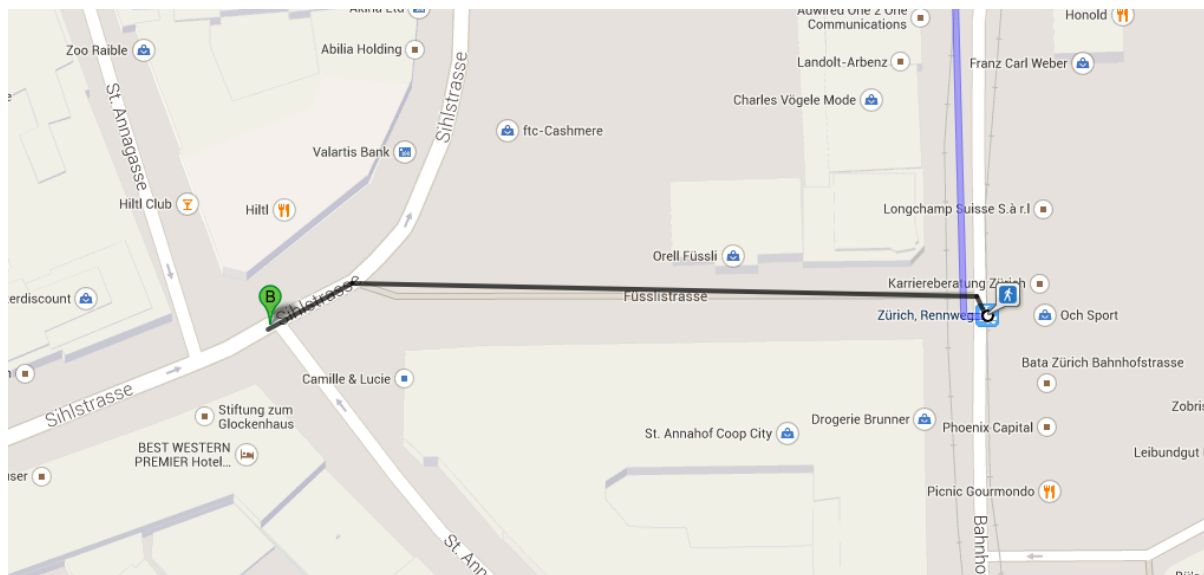 Akina Ltd
Adwired One 2 One
Communications
Honold
Zoo Raible
Abilia Holding
Landolt-Arbenz
Franz Carl Weber
St. Annagasse
Sihlstrasse
Charles Vögele Mode
ftc-Cashmere
Valartis Bank
Hiltl Club
Hiltl
Longchamp Suisse S.à r.l
Orell Füssli
Karriereberatung Zürich
erdiscount
B
Sihlstrasse
Füsslistrasse
Zürich, Rennweg
Och Sport
Bata Zürich Bahnhofstrasse
Camille & Lucie
Sihlstrasse
Stiftung zum
Glockenhaus
Drogerie Brunner
Zobris
St. Annahof Coop City
Phoenix Capital
BEST WESTERN
PREMIER Hotel...
Leibundgut
user
Picnic Gourmondo
St. Ann
Bahnho